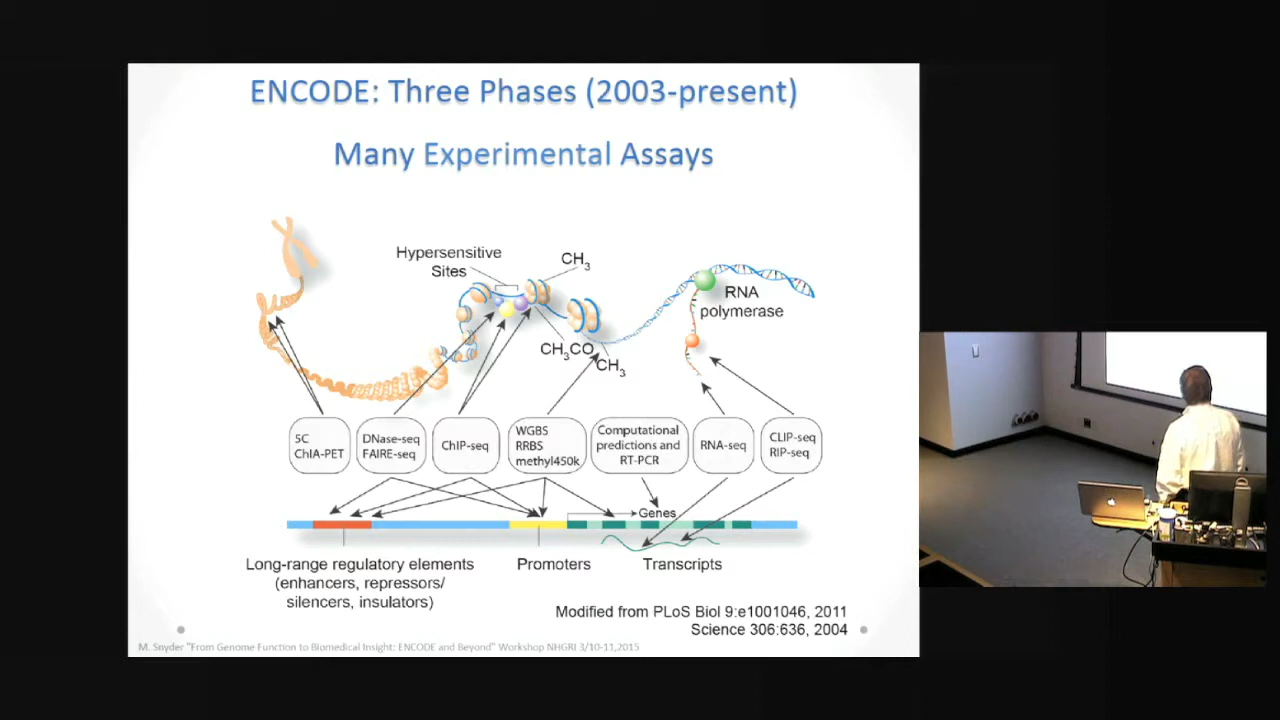 ENCODE: Three Phases (2003-present)
Many Experimental Assays
Hypersensitive
Sites
CH3
RNA
polymerase
CH3CO
CH3
5C
ChIA-PET
DNase-seq
FAIRE-seq
ChIP-seq
WGBS
RRBS
methyl450k
Computational
predictions and
RT-PCR
RNA-seq
CLIP-seq
RIP-seq
Genes
Long-range regulatory elements
(enhancers, repressors/
silencers, insulators)
Promoters
Transcripts
Modified from PLoS Biol 9:e1001046, 2011
Science 306:636, 2004
M. Snyder "From Genome Function to Biomedical Insight: ENCODE and Beyond" Workshop NHGRI 3/10-11,2015